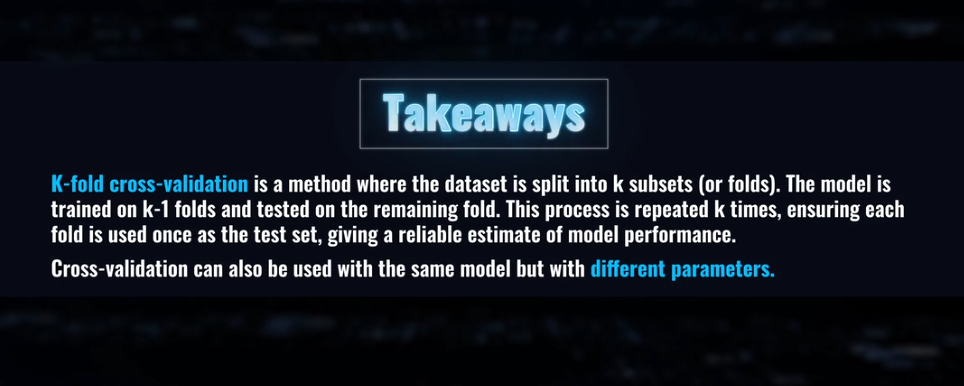 Takeaways
K-fold cross-validation is a method where the dataset is split into k subsets (or folds). The model is
trained on k-1 folds and tested on the remaining fold. This process is repeated k times, ensuring each
fold is used once as the test set, giving a reliable estimate of model performance.
Cross-validation can also be used with the same model but with different parameters.